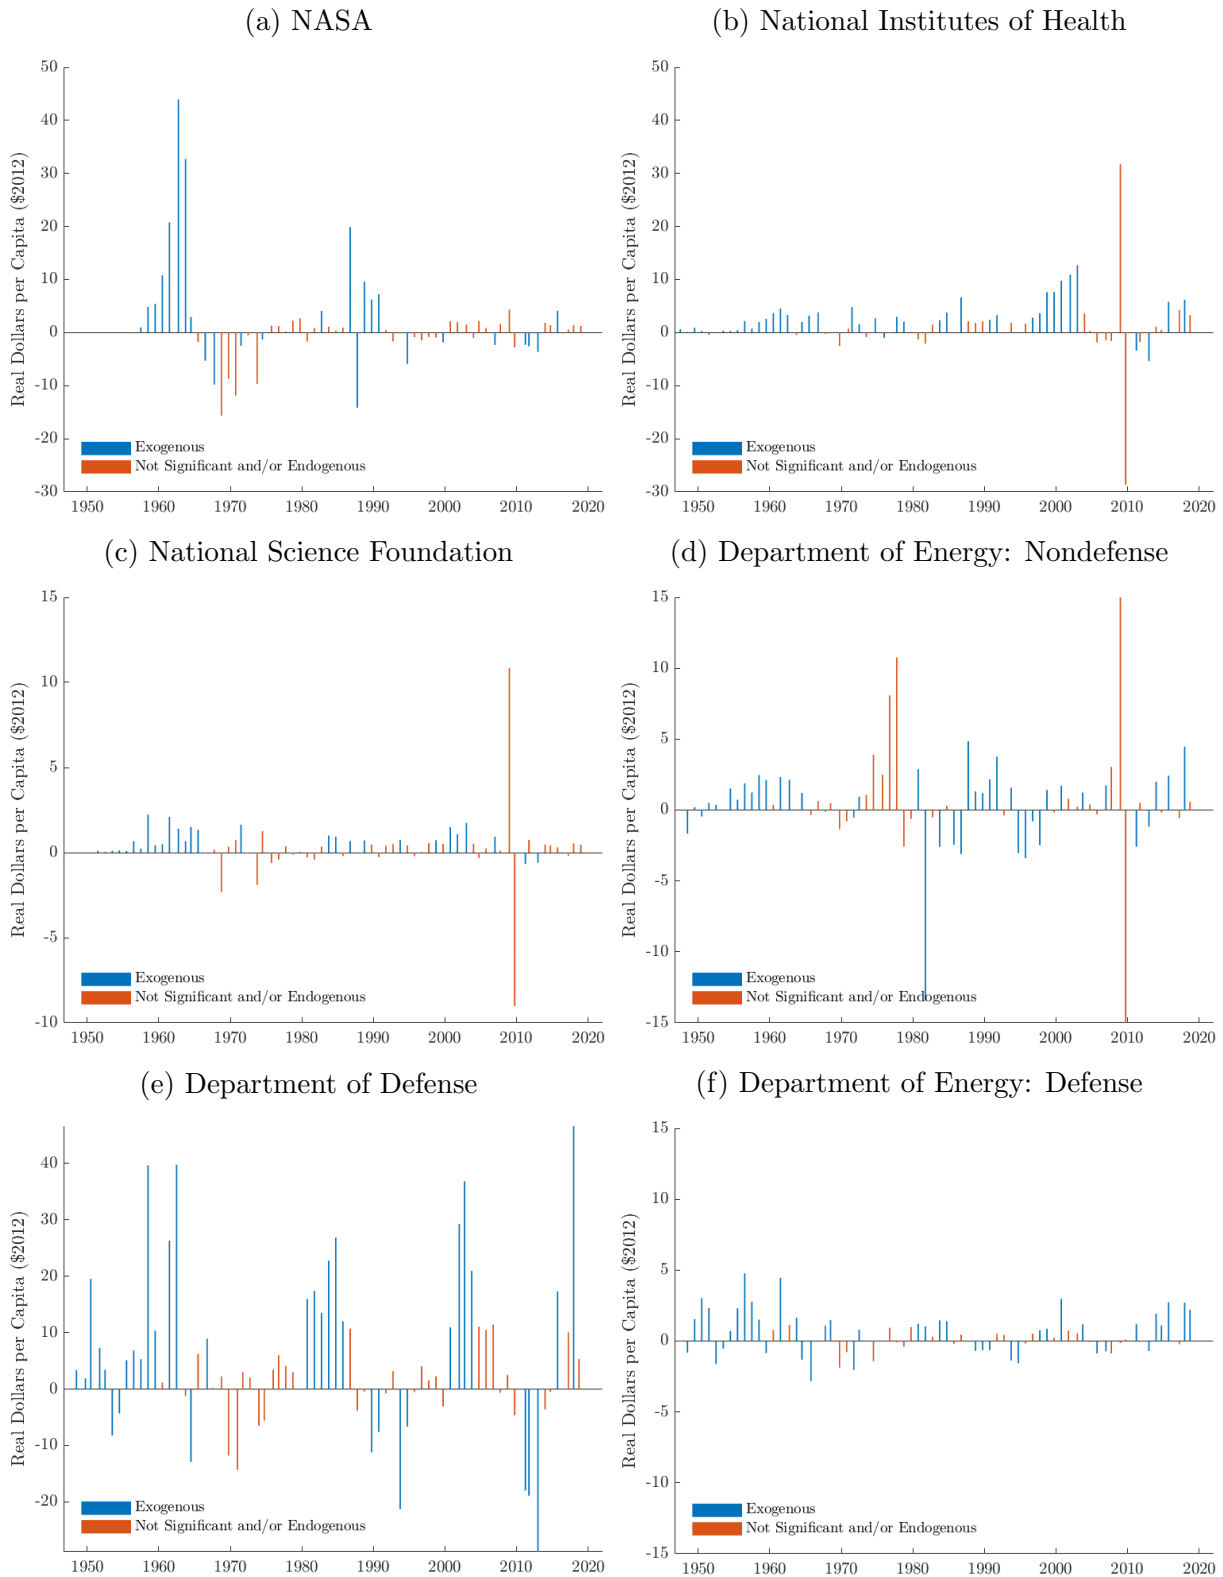 (a) NASA
Real Dollars per Capita ($2012)
50
40
30
20
10
0
-10
-20
-30
Exogenous
Not Significant and/or Endogenous
1950 1960 1970 1980 1990 2000 2010 2020
(b) National Institutes of Health
Real Dollars per Capita ($2012)
50
40
30
20
10
0
-10
-20
-30
Exogenous
Not Significant and/or Endogenous
1950 1960 1970 1980 1990 2000 2010 2020
(c) National Science Foundation
Real Dollars per Capita ($2012)
15
10
5
0
-5
-10
Exogenous
Not Significant and/or Endogenous
1950 1960 1970 1980 1990 2000 2010 2020
(d) Department of Energy: Nondefense
Real Dollars per Capita ($2012)
15
10
5
0
-5
-10
-15
Exogenous
Not Significant and/or Endogenous
1950 1960 1970 1980 1990 2000 2010 2020
(e) Department of Defense
Real Dollars per Capita ($2012)
40
30
20
10
0
-10
-20
Exogenous
Not Significant and/or Endogenous
1950 1960 1970 1980 1990 2000 2010 2020
(f) Department of Energy: Defense
Real Dollars per Capita ($2012)
15
10
5
0
-5
-10
-15
Exogenous
Not Significant and/or Endogenous
1950 1960 1970 1980 1990 2000 2010 2020